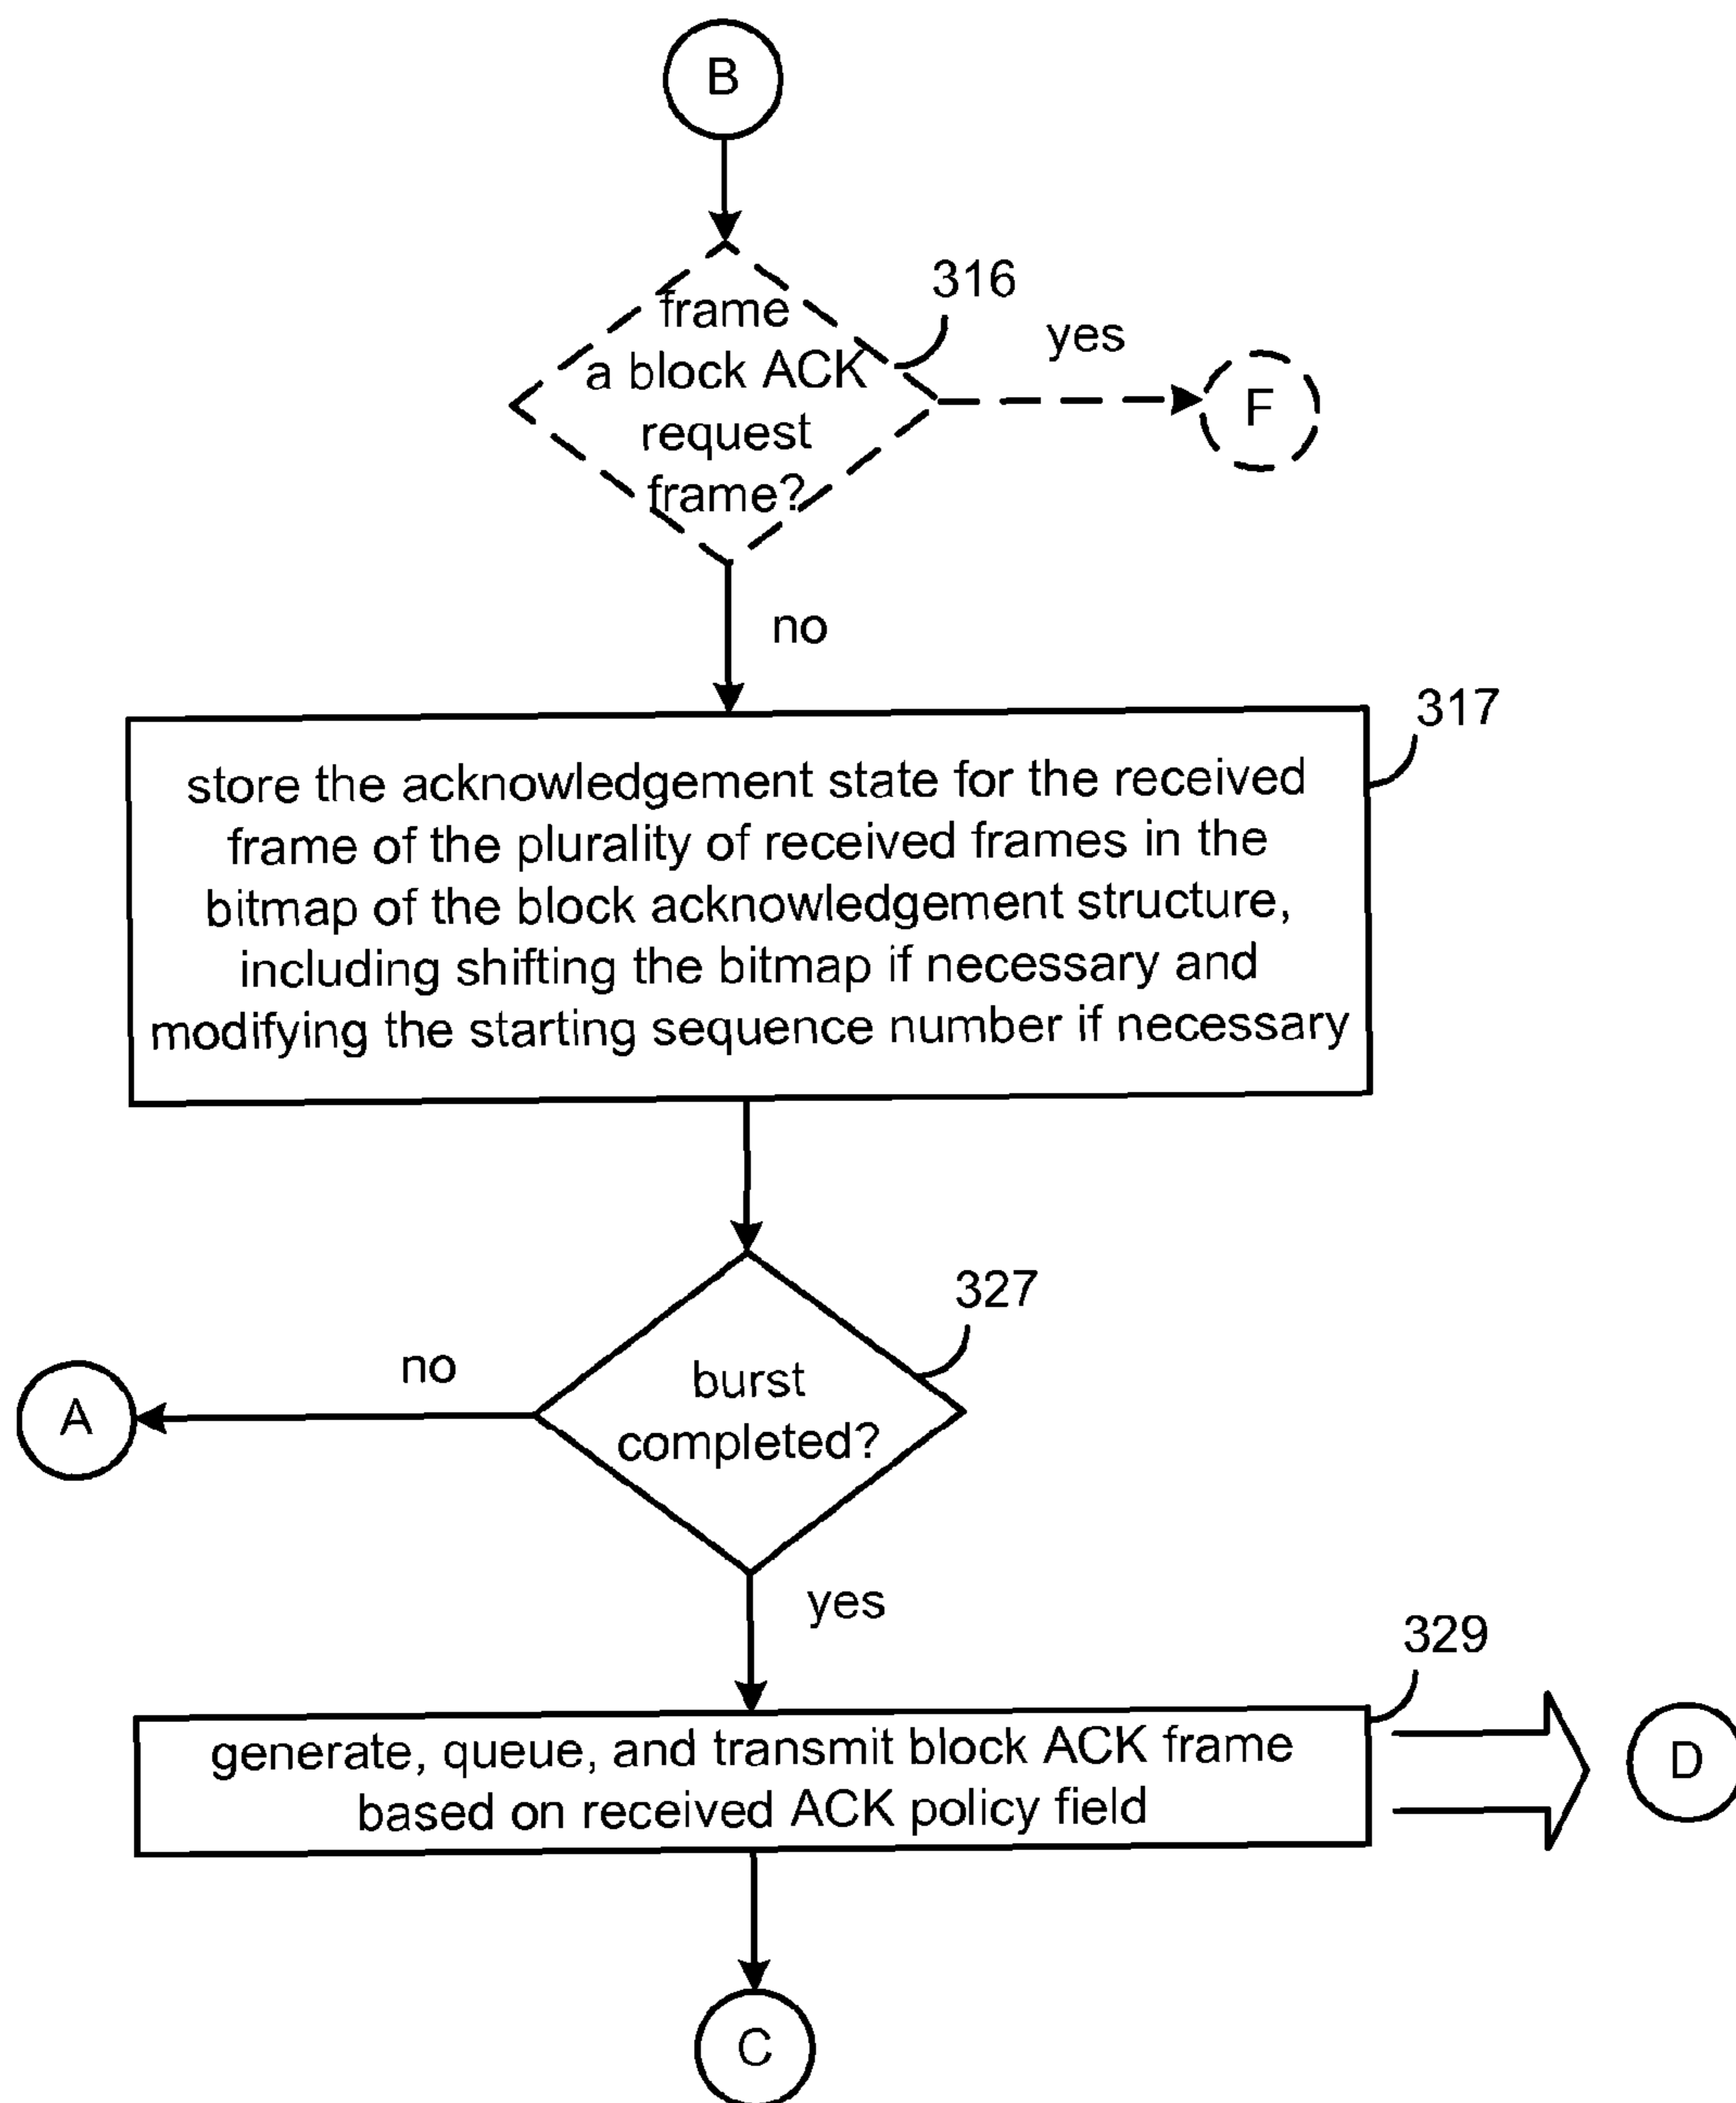 B
316
frame
a block ACK
request
frame?
yes
F
no
317
store the acknowledgement state for the received
frame of the plurality of received frames in the
bitmap of the block acknowledgement structure,
including shifting the bitmap if necessary and
modifying the starting sequence number if necessary
327
burst
completed?
no
A
yes
329
generate, queue, and transmit block ACK frame
based on received ACK policy field
D
C